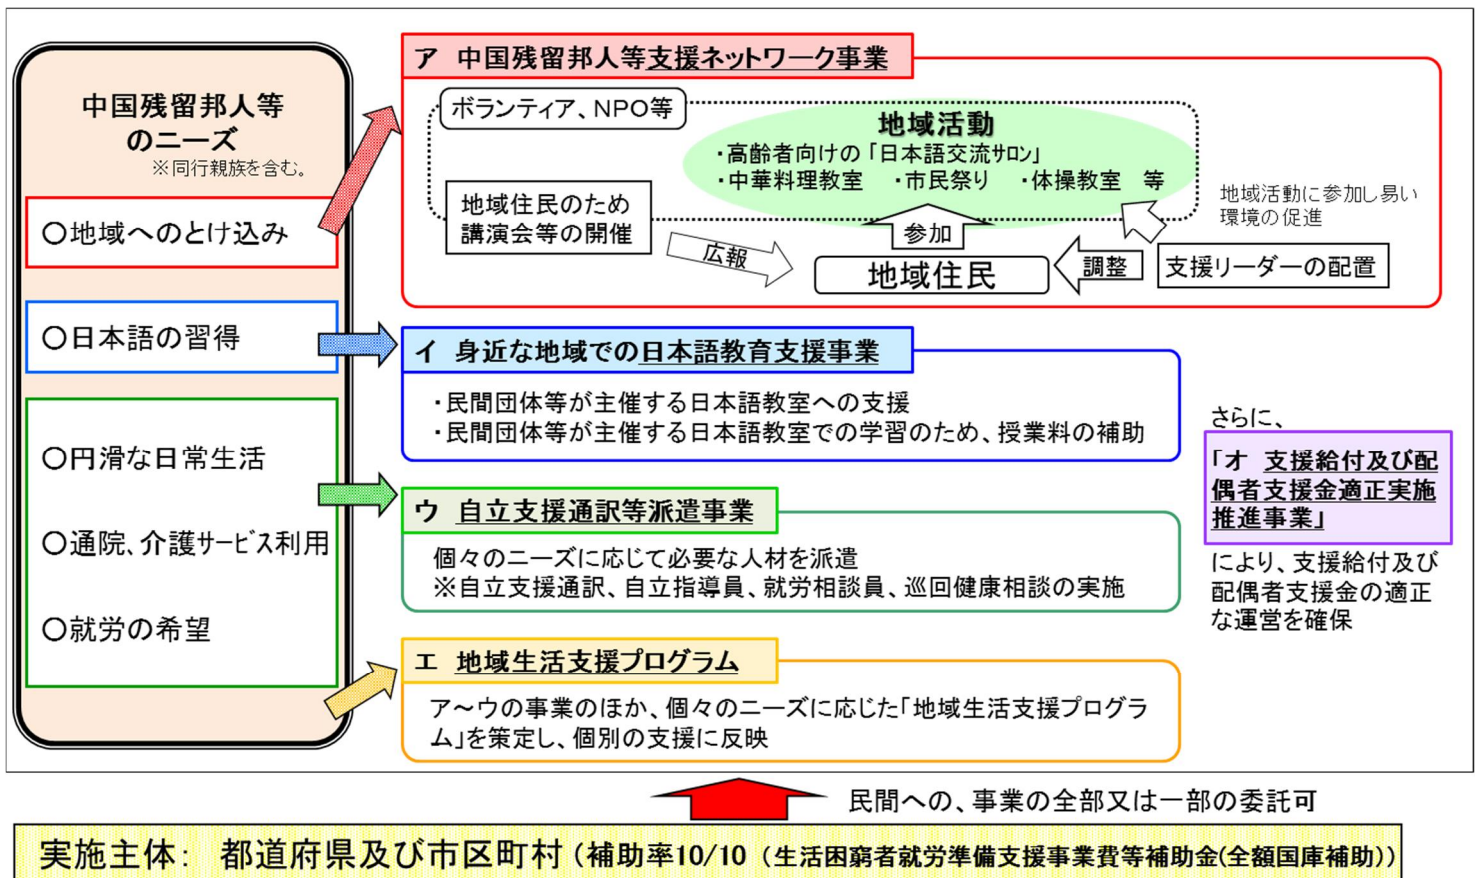 中国残留邦人等
のニーズ
※同行親族を含む。
〇地域へのとけ込み
〇日本語の習得
〇円滑な日常生活
〇通院、介護サービス利用
〇就労の希望
ア　中国残留邦人等支援ネットワーク事業
ボランティア、NPO等
地域活動
・高齢者向けの「日本語交流サロン」
・中華料理教室　・市民祭り　・体操教室　等
地域住民のため
講演会等の開催
広報
参加
地域住民
調整
支援リーダーの配置
地域活動に参加し易い
環境の促進
イ　身近な地域での日本語教育支援事業
・民間団体等が主催する日本語教室への支援
・民間団体等が主催する日本語教室での学習のため、授業料の補助
ウ　自立支援通訳等派遣事業
個々のニーズに応じて必要な人材を派遣
※自立支援通訳、自立指導員、就労相談員、巡回健康相談の実施
エ　地域生活支援プログラム
ア～ウの事業のほか、個々のニーズに応じた「地域生活支援プログラ
ム」を策定し、個別の支援に反映
さらに、
「オ　支援給付及び配
偶者支援金適正実施
推進事業」
により、支援給付及び
配偶者支援金の適正
な運営を確保
民間への、事業の全部又は一部の委託可
実施主体：　都道府県及び市区町村（補助率10/10（生活困窮者就労準備支援事業費等補助金(全額国庫補助)）